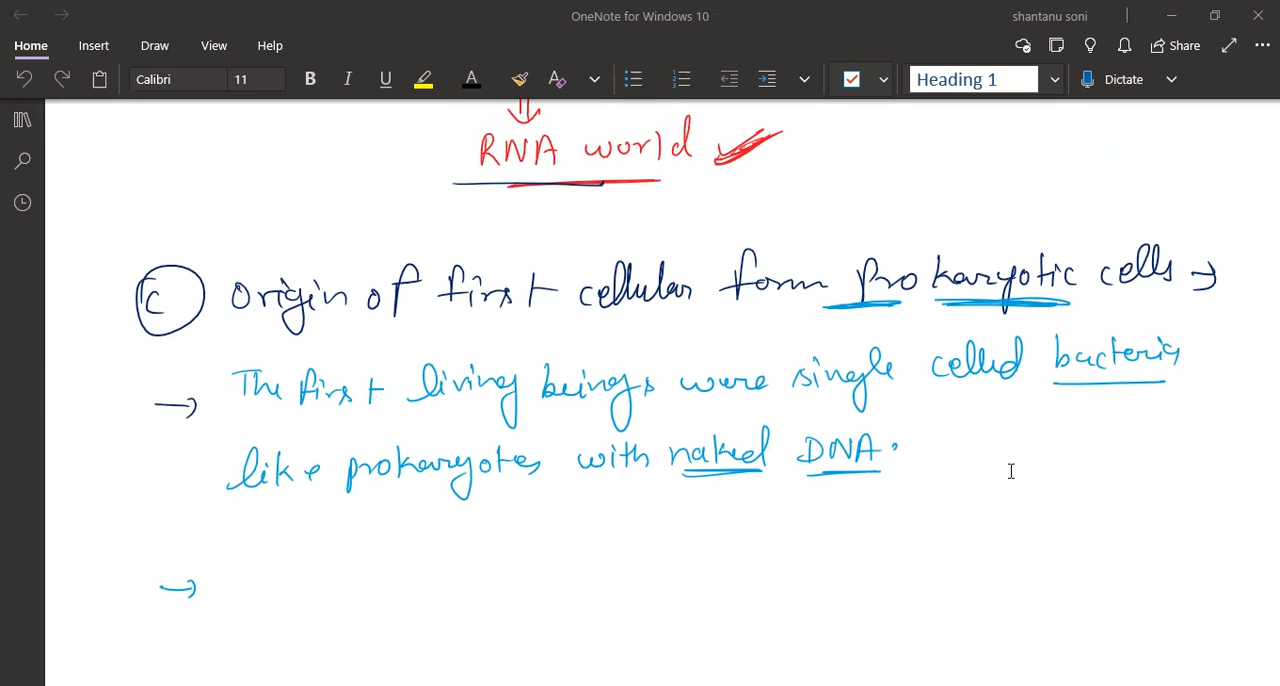 OneNote for Windows 10
shantanu soni
Home Insert Draw View Help
Share
Calibri 11 B I U A A Heading 1 Dictate
RNA world
C Origin of first cellular form Prokaryotic cells →
→ The first living beings were single celled bacteria
like prokaryotes with naked DNA.
→